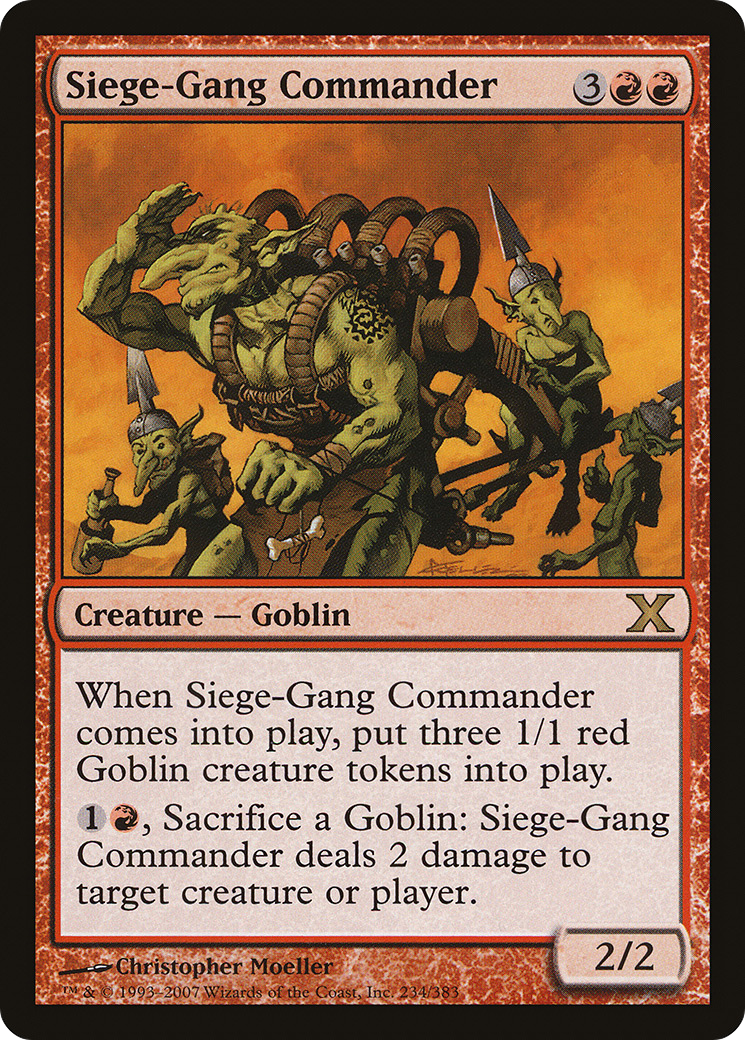 Siege-Gang Commander 3
Creature — Goblin X
When Siege-Gang Commander
comes into play, put three 1/1 red
Goblin creature tokens into play.
1, Sacrifice a Goblin: Siege-Gang
Commander deals 2 damage to
target creature or player.
2/2
Christopher Moeller
™ & © 1993–2007 Wizards of the Coast, Inc. 234/383